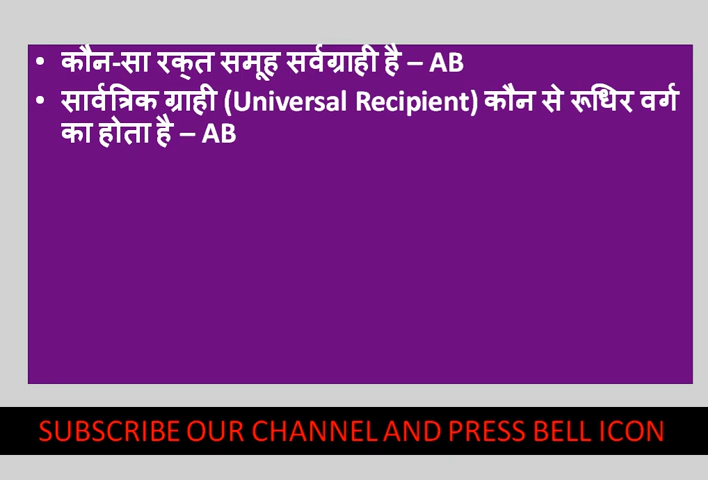 • कौन-सा रक्त समूह सर्वग्राही है – AB
• सार्वत्रिक ग्राही (Universal Recipient) कौन से रूधिर वर्ग
का होता है – AB
SUBSCRIBE OUR CHANNEL AND PRESS BELL ICON